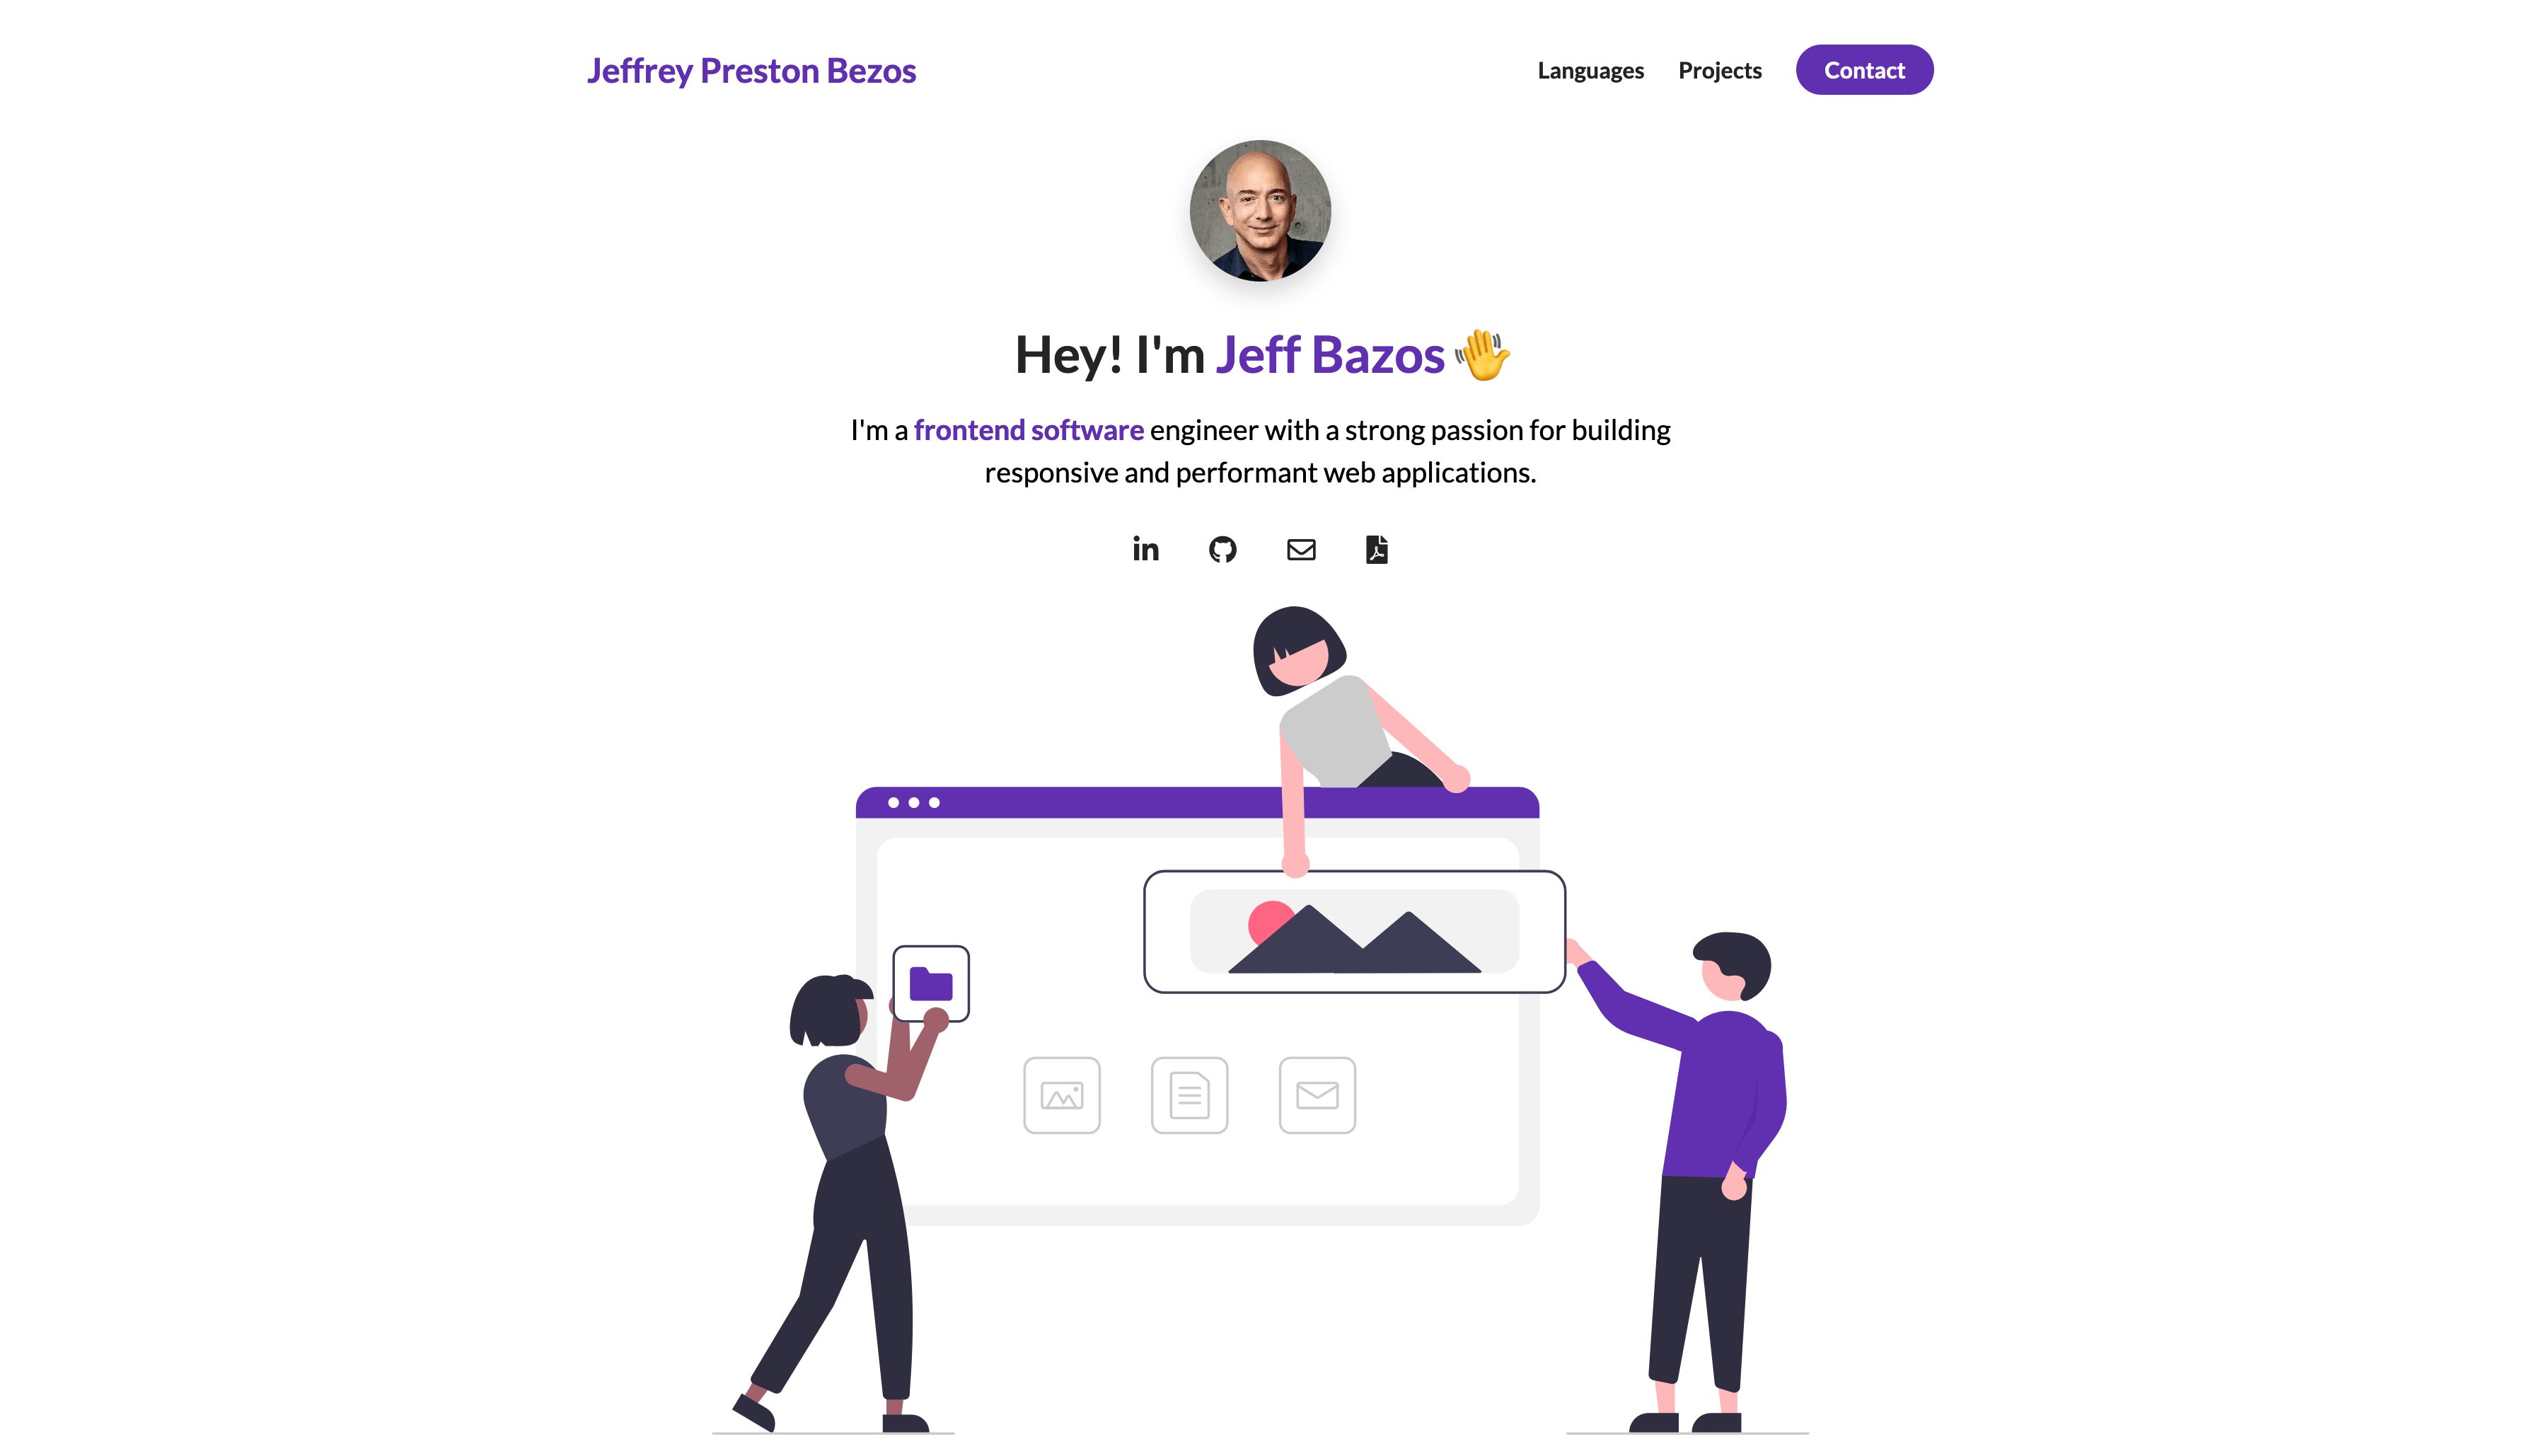 Jeffrey Preston Bezos
Languages Projects Contact
Hey! I'm Jeff Bazos 👋
I'm a frontend software engineer with a strong passion for building
responsive and performant web applications.
in